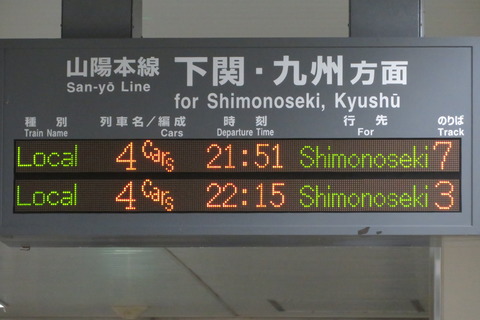 山陽本線 下関・九州方面
San-yō Line for Shimonoseki, Kyushū
種別 列車名/編成 時刻 行先 のりば
Train Name Cars Departure Time For Track
Local 4 Cars 21:51 Shimonoseki 7
Local 4 Cars 22:15 Shimonoseki 3